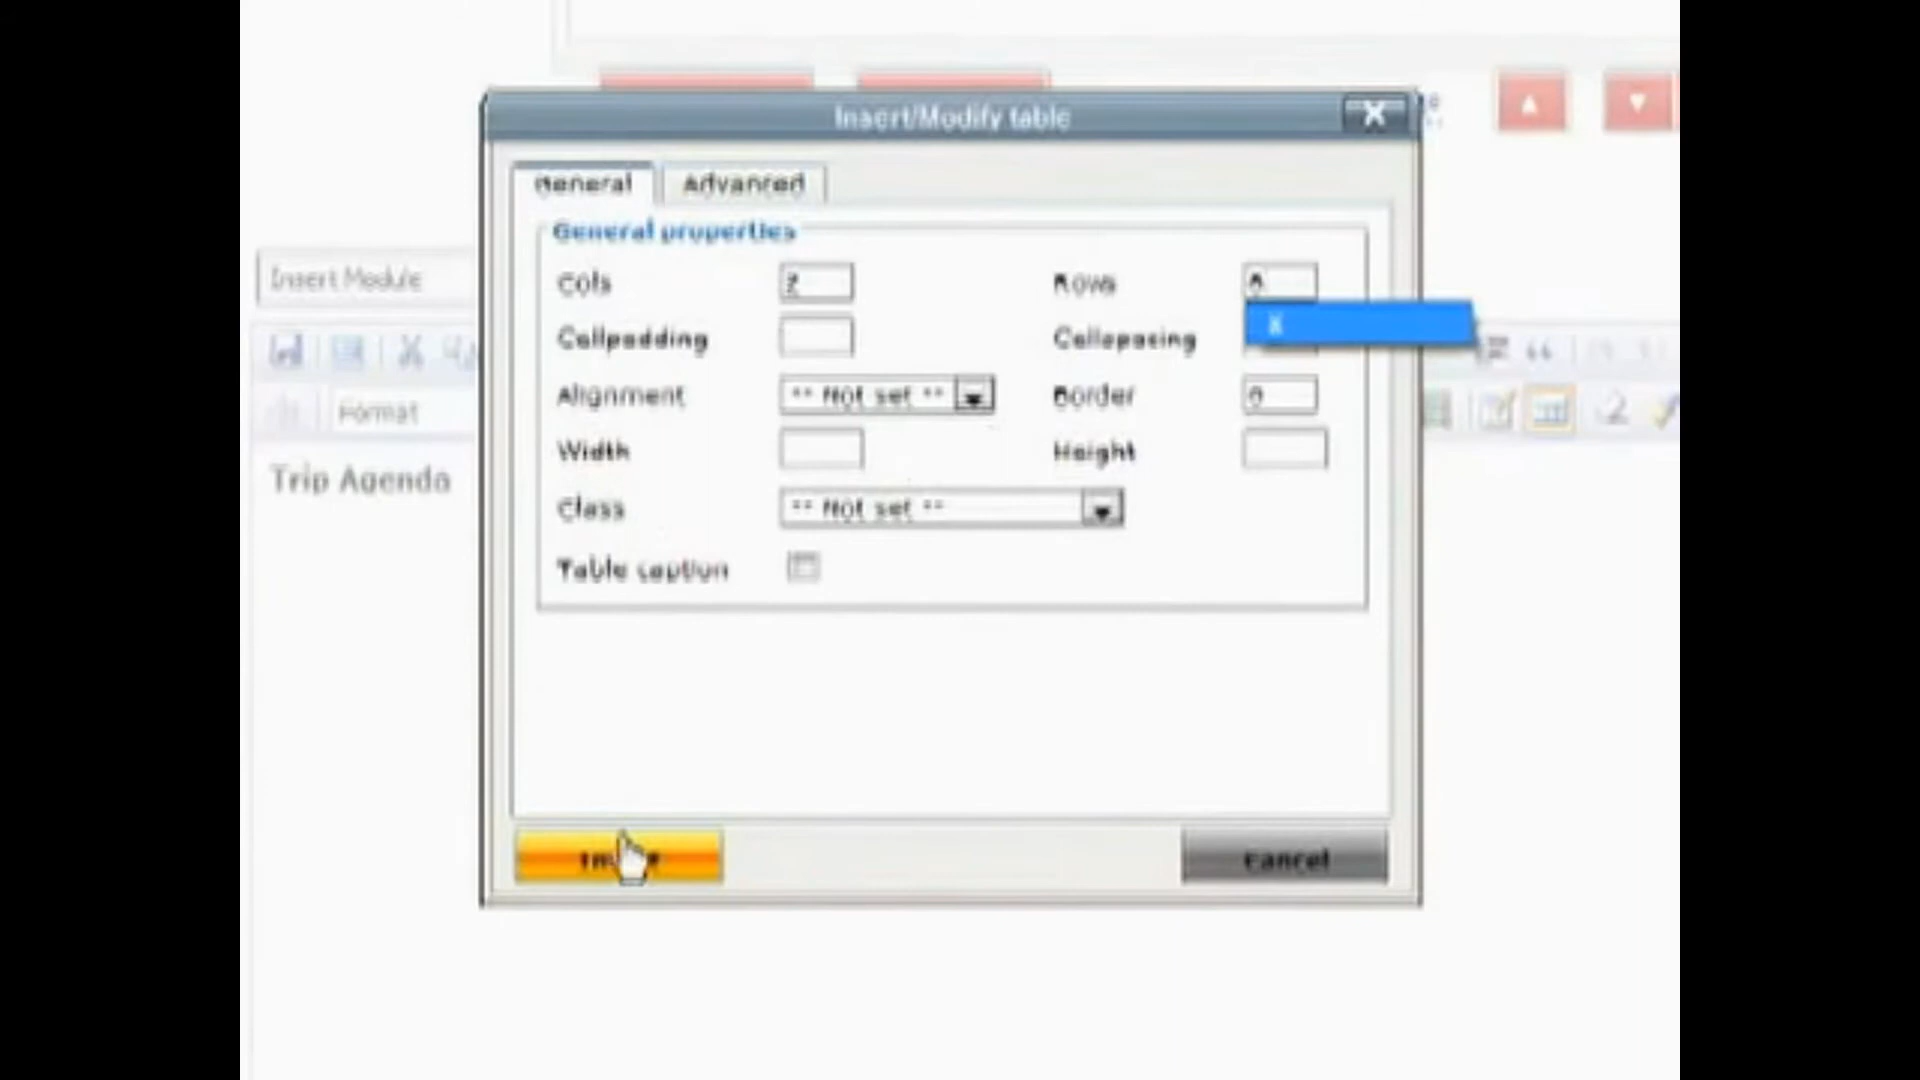 Insert/Modify table
X
General Advanced
General properties
Cols 2 Rows
Cellpadding Cellspacing
Alignment -- Not set -- Border 0
Width Height
Class -- Not set --
Table caption
Cancel
Insert Module
Format
Trip Agenda